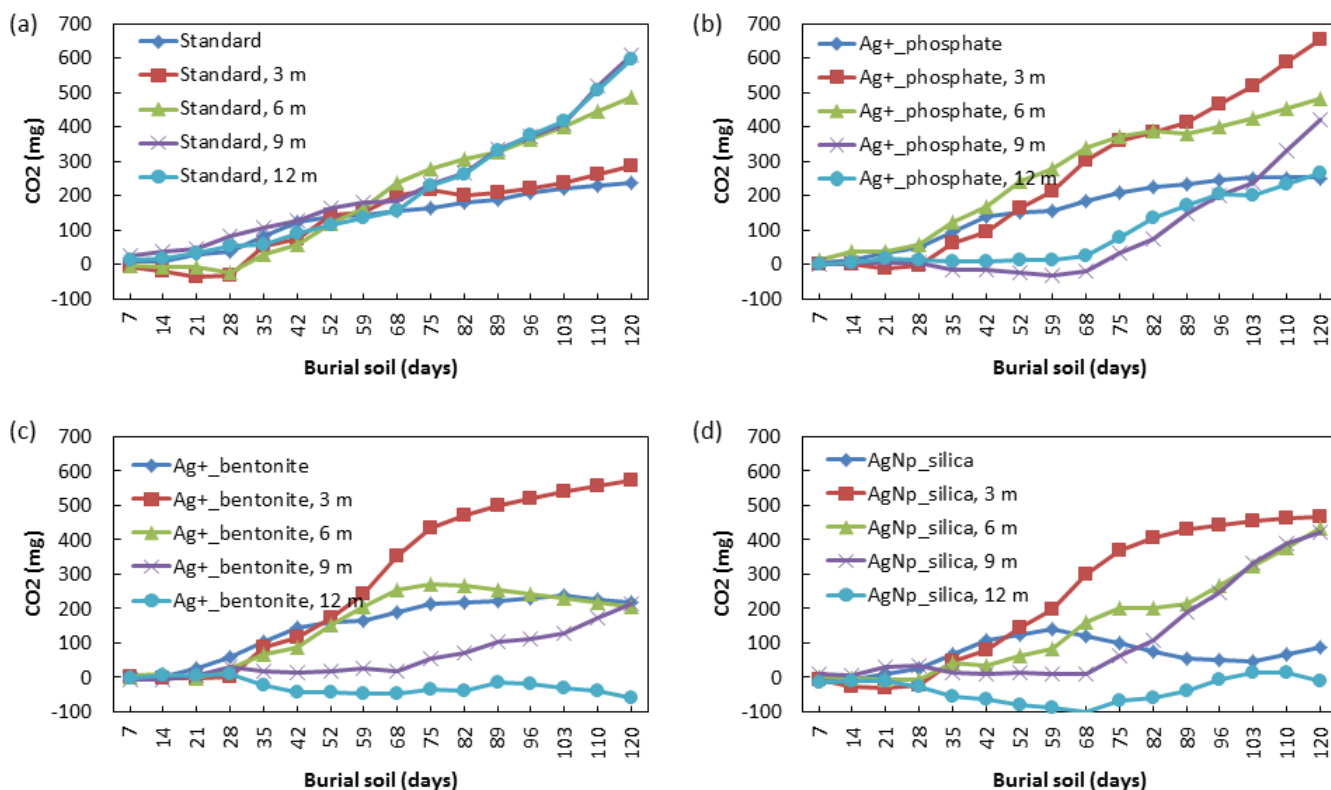 (a)
700
600
500
400
300
200
100
0
-100
CO2 (mg)
Standard
Standard, 3 m
Standard, 6 m
Standard, 9 m
Standard, 12 m
7 14 21 28 35 42 52 59 68 75 82 89 96 103 110 120
Burial soil (days)
(b)
700
600
500
400
300
200
100
0
-100
CO2 (mg)
Ag+_phosphate
Ag+_phosphate, 3 m
Ag+_phosphate, 6 m
Ag+_phosphate, 9 m
Ag+_phosphate, 12 m
7 14 21 28 35 42 52 59 68 75 82 89 96 103 110 120
Burial soil (days)
(c)
700
600
500
400
300
200
100
0
-100
CO2 (mg)
Ag+_bentonite
Ag+_bentonite, 3 m
Ag+_bentonite, 6 m
Ag+_bentonite, 9 m
Ag+_bentonite, 12 m
7 14 21 28 35 42 52 59 68 75 82 89 96 103 110 120
Burial soil (days)
(d)
700
600
500
400
300
200
100
0
-100
CO2 (mg)
AgNp_silica
AgNp_silica, 3 m
AgNp_silica, 6 m
AgNp_silica, 9 m
AgNp_silica, 12 m
7 14 21 28 35 42 52 59 68 75 82 89 96 103 110 120
Burial soil (days)